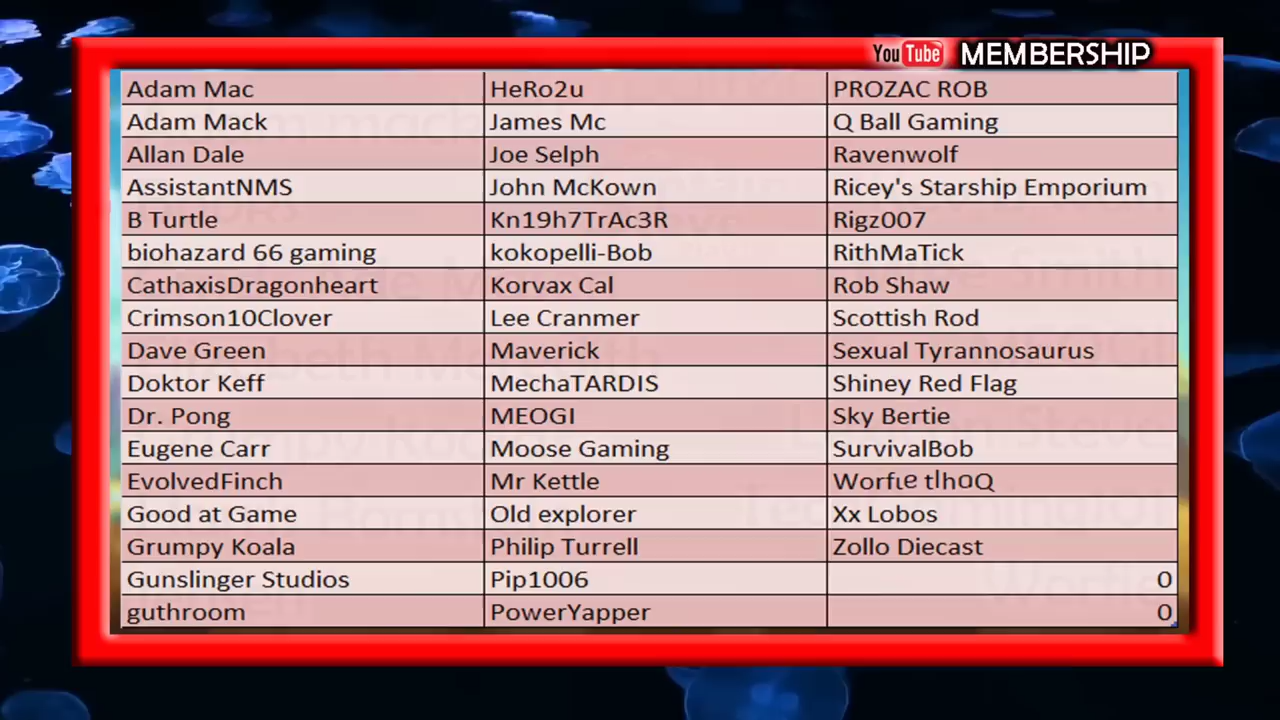 YouTube MEMBERSHIP
Adam Mac HeRo2u PROZAC ROB
Adam Mack James Mc Q Ball Gaming
Allan Dale Joe Selph Ravenwolf
AssistantNMS John McKown Ricey's Starship Emporium
B Turtle Kn19h7TrAc3R Rigz007
biohazard 66 gaming kokopelli-Bob RithMaTick
CathaxisDragonheart Korvax Cal Rob Shaw
Crimson10Clover Lee Cranmer Scottish Rod
Dave Green Maverick Sexual Tyrannosaurus
Doktor Keff MechaTARDIS Shiney Red Flag
Dr. Pong MEOGI Sky Bertie
Eugene Carr Moose Gaming SurvivalBob
EvolvedFinch Mr Kettle Worfιɐ tlhσQ
Good at Game Old explorer Xx Lobos
Grumpy Koala Philip Turrell Zollo Diecast
Gunslinger Studios Pip1006 0
guthroom PowerYapper 0